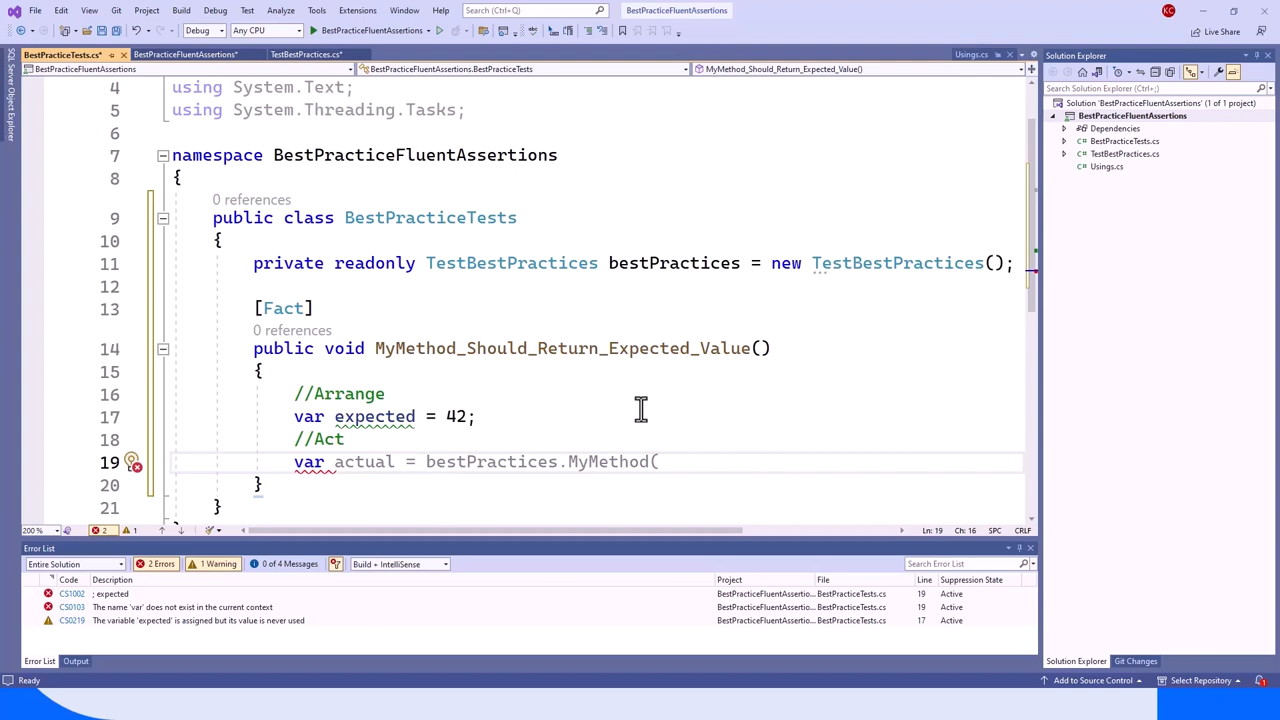 File Edit View Git Project Build Debug Test Analyze Tools Extensions Window Help Search (Ctrl+Q) BestPracticeFluentAssertions KC
Debug Any CPU BestPracticeFluentAssertions Live Share
SQL Server Object Explorer
BestPracticeTests.cs* BestPracticeFluentAssertions* TestBestPractices.cs* Usings.cs
BestPracticeFluentAssertions BestPracticeFluentAssertions.BestPracticeTests MyMethod_Should_Return_Expected_Value()
4 using System.Text;
5 using System.Threading.Tasks;
6
7 namespace BestPracticeFluentAssertions
8 {
0 references
9 public class BestPracticeTests
10 {
11 private readonly TestBestPractices bestPractices = new TestBestPractices();
12
13 [Fact]
0 references
14 public void MyMethod_Should_Return_Expected_Value()
15 {
16 //Arrange
17 var expected = 42;
18 //Act
19 var actual = bestPractices.MyMethod(
20 }
21 }
200 % 2 1 Ln: 19 Ch: 16 SPC CRLF
Error List
Entire Solution 2 Errors 1 Warning 0 of 4 Messages Build + IntelliSense Search Error List
Code Description Project File Line Suppression State
CS1002 ; expected BestPracticeFluentAssertio... BestPracticeTests.cs 19 Active
CS0103 The name 'var' does not exist in the current context BestPracticeFluentAssertio... BestPracticeTests.cs 19 Active
CS0219 The variable 'expected' is assigned but its value is never used BestPracticeFluentAssertio... BestPracticeTests.cs 17 Active
Error List Output
Solution Explorer
Search Solution Explorer (Ctrl+;)
Solution 'BestPracticeFluentAssertions' (1 of 1 project)
BestPracticeFluentAssertions
Dependencies
BestPracticeTests.cs
TestBestPractices.cs
Usings.cs
Solution Explorer Git Changes
Ready Add to Source Control Select Repository 1